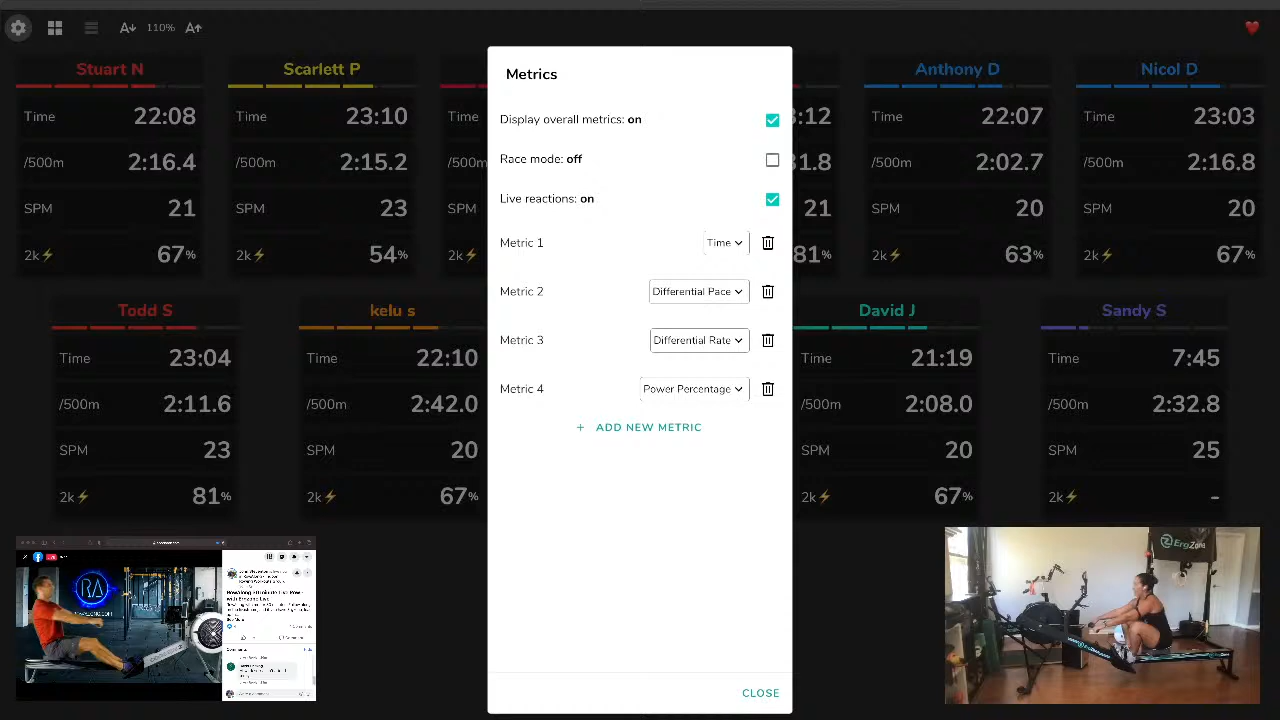 110%
Stuart N
Time 22:08
/500m 2:16.4
SPM 21
2k⚡ 67%
Scarlett P
Time 23:10
/500m 2:15.2
SPM 23
2k⚡ 54%
Anthony D
Time 22:07
/500m 2:02.7
SPM 20
2k⚡ 63%
Nicol D
Time 23:03
/500m 2:16.8
SPM 20
2k⚡ 67%
Time
/500m
SPM
2k⚡
21
81%
Metrics
Display overall metrics: on
Race mode: off
Live reactions: on
Metric 1 Time
Metric 2 Differential Pace
Metric 3 Differential Rate
Metric 4 Power Percentage
+ ADD NEW METRIC
CLOSE
Todd S
Time 23:04
/500m 2:11.6
SPM 23
2k⚡ 81%
kelu s
Time 22:10
/500m 2:42.0
SPM 20
2k⚡ 67%
David J
Time 21:19
/500m 2:08.0
SPM 20
2k⚡ 67%
Sandy S
Time 7:45
/500m 2:32.8
SPM 25
2k⚡ -
RA
ErgZone